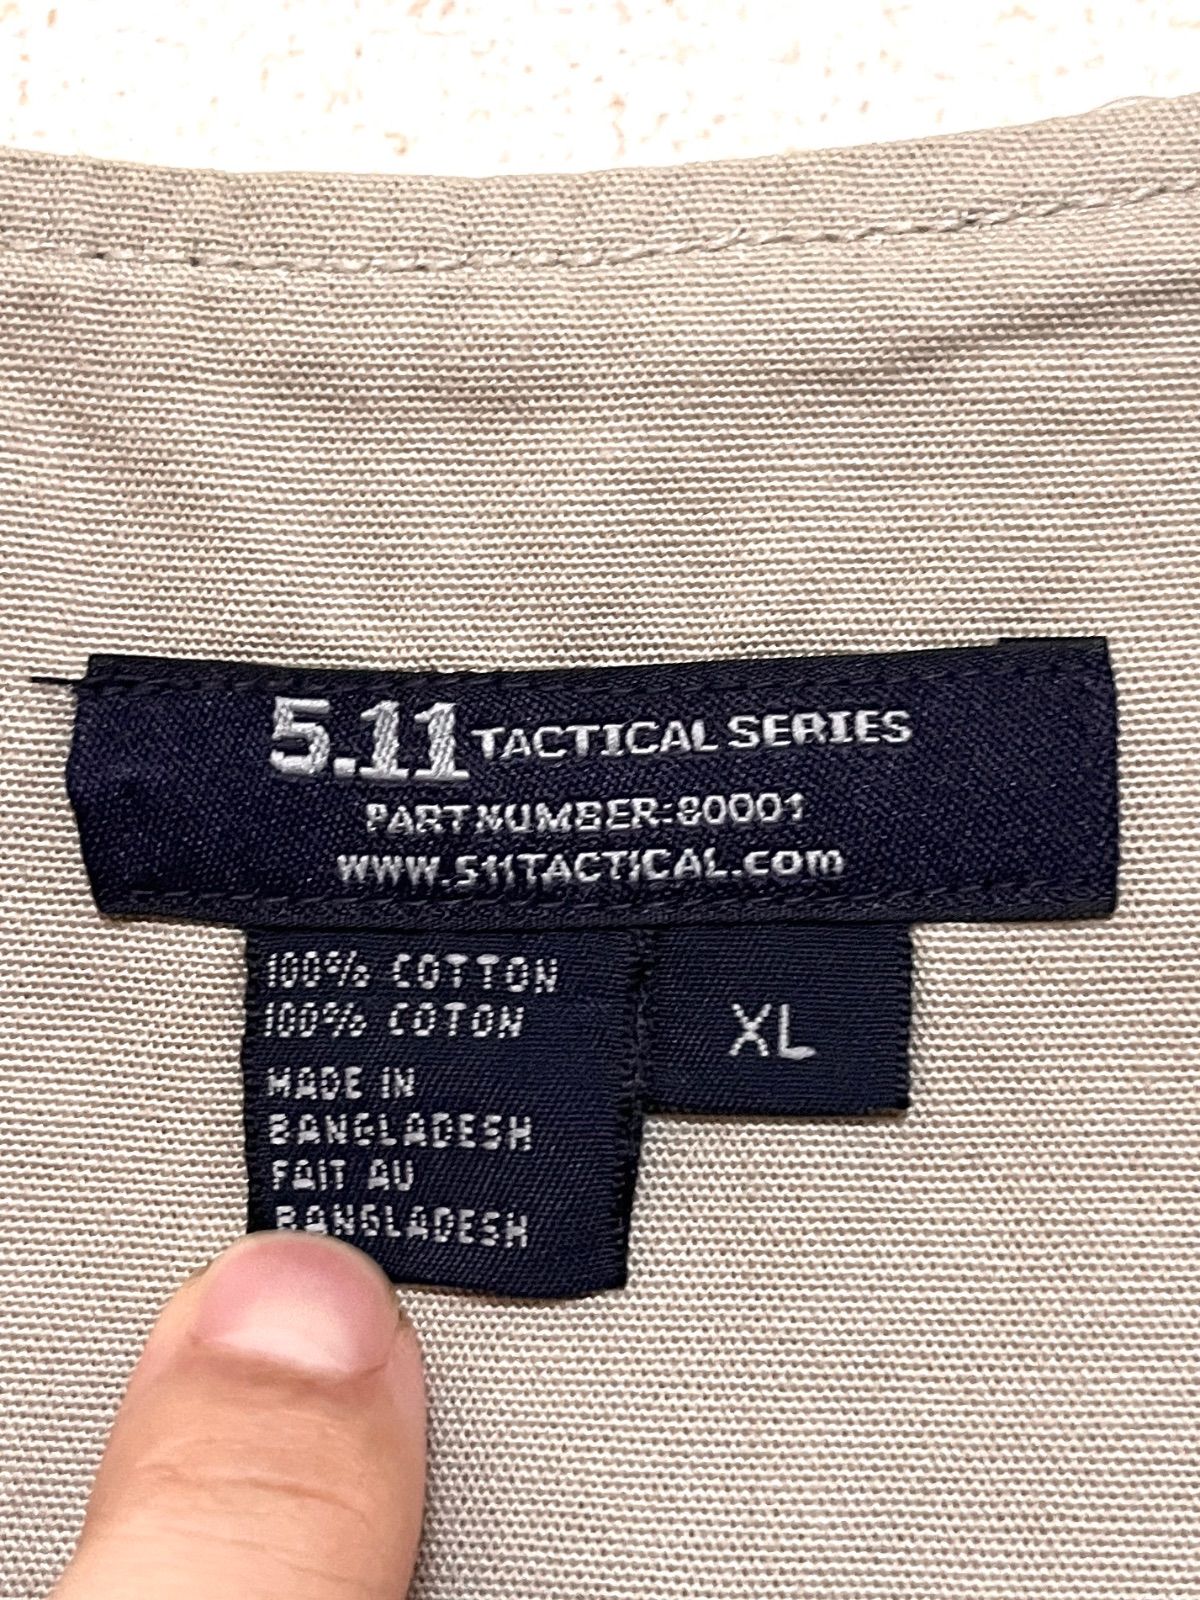 5.11 TACTICAL SERIES
PART NUMBER: 80001
WWW.511TACTICAL.com
100% COTTON
100% COTON
MADE IN
BANGLADESH
FAIT AU
BANGLADESH
XL